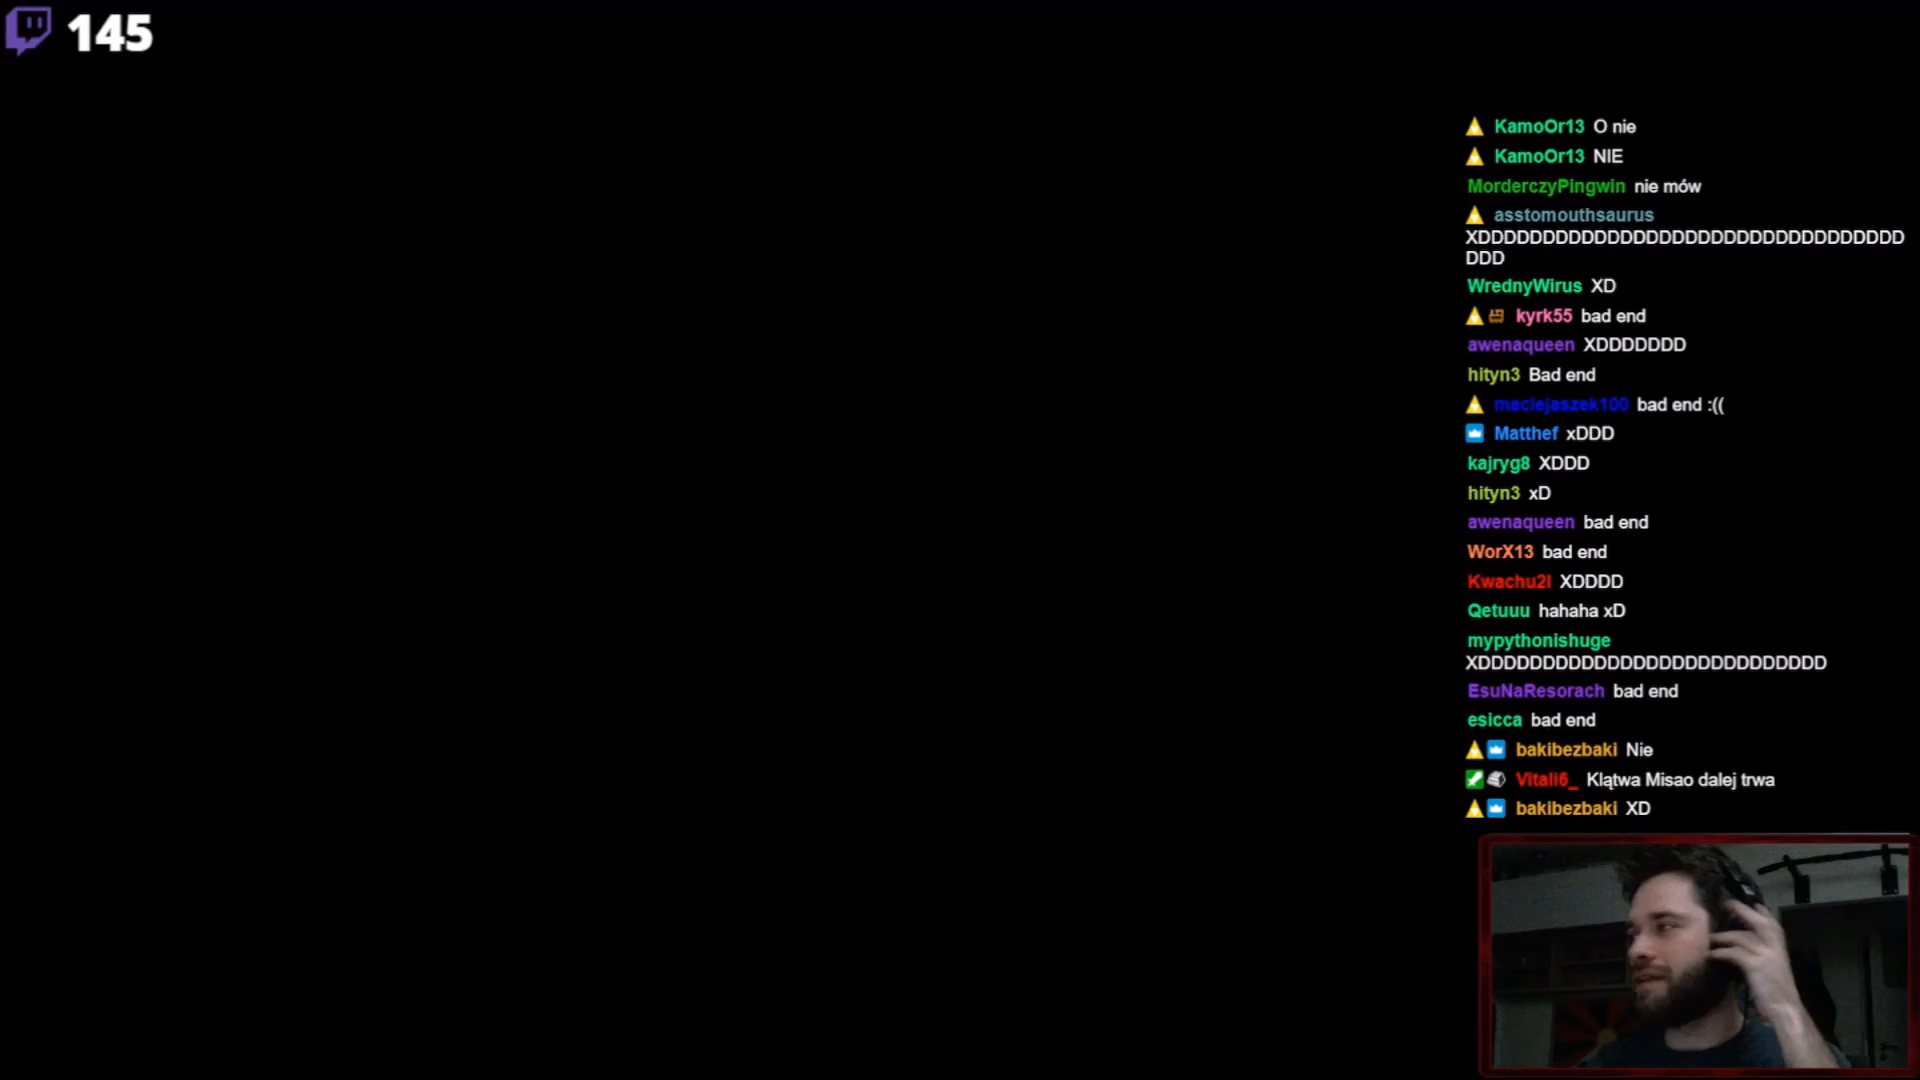 145
KamoOr13 O nie
KamoOr13 NIE
MorderczyPingwin nie mów
asstomouthsaurus
XDDDDDDDDDDDDDDDDDDDDDDDDDDDDDDDDD
DDD
WrednyWirus XD
kyrk55 bad end
awenaqueen XDDDDDDD
hityn3 Bad end
maciejaszek100 bad end :((
Matthef xDDD
kajryg8 XDDD
hityn3 xD
awenaqueen bad end
WorX13 bad end
Kwachu2l XDDDD
Qetuuu hahaha xD
mypythonishuge
XDDDDDDDDDDDDDDDDDDDDDDDDDDD
EsuNaResorach bad end
esicca bad end
bakibezbaki Nie
Vitali6_ Klątwa Misao dalej trwa
bakibezbaki XD